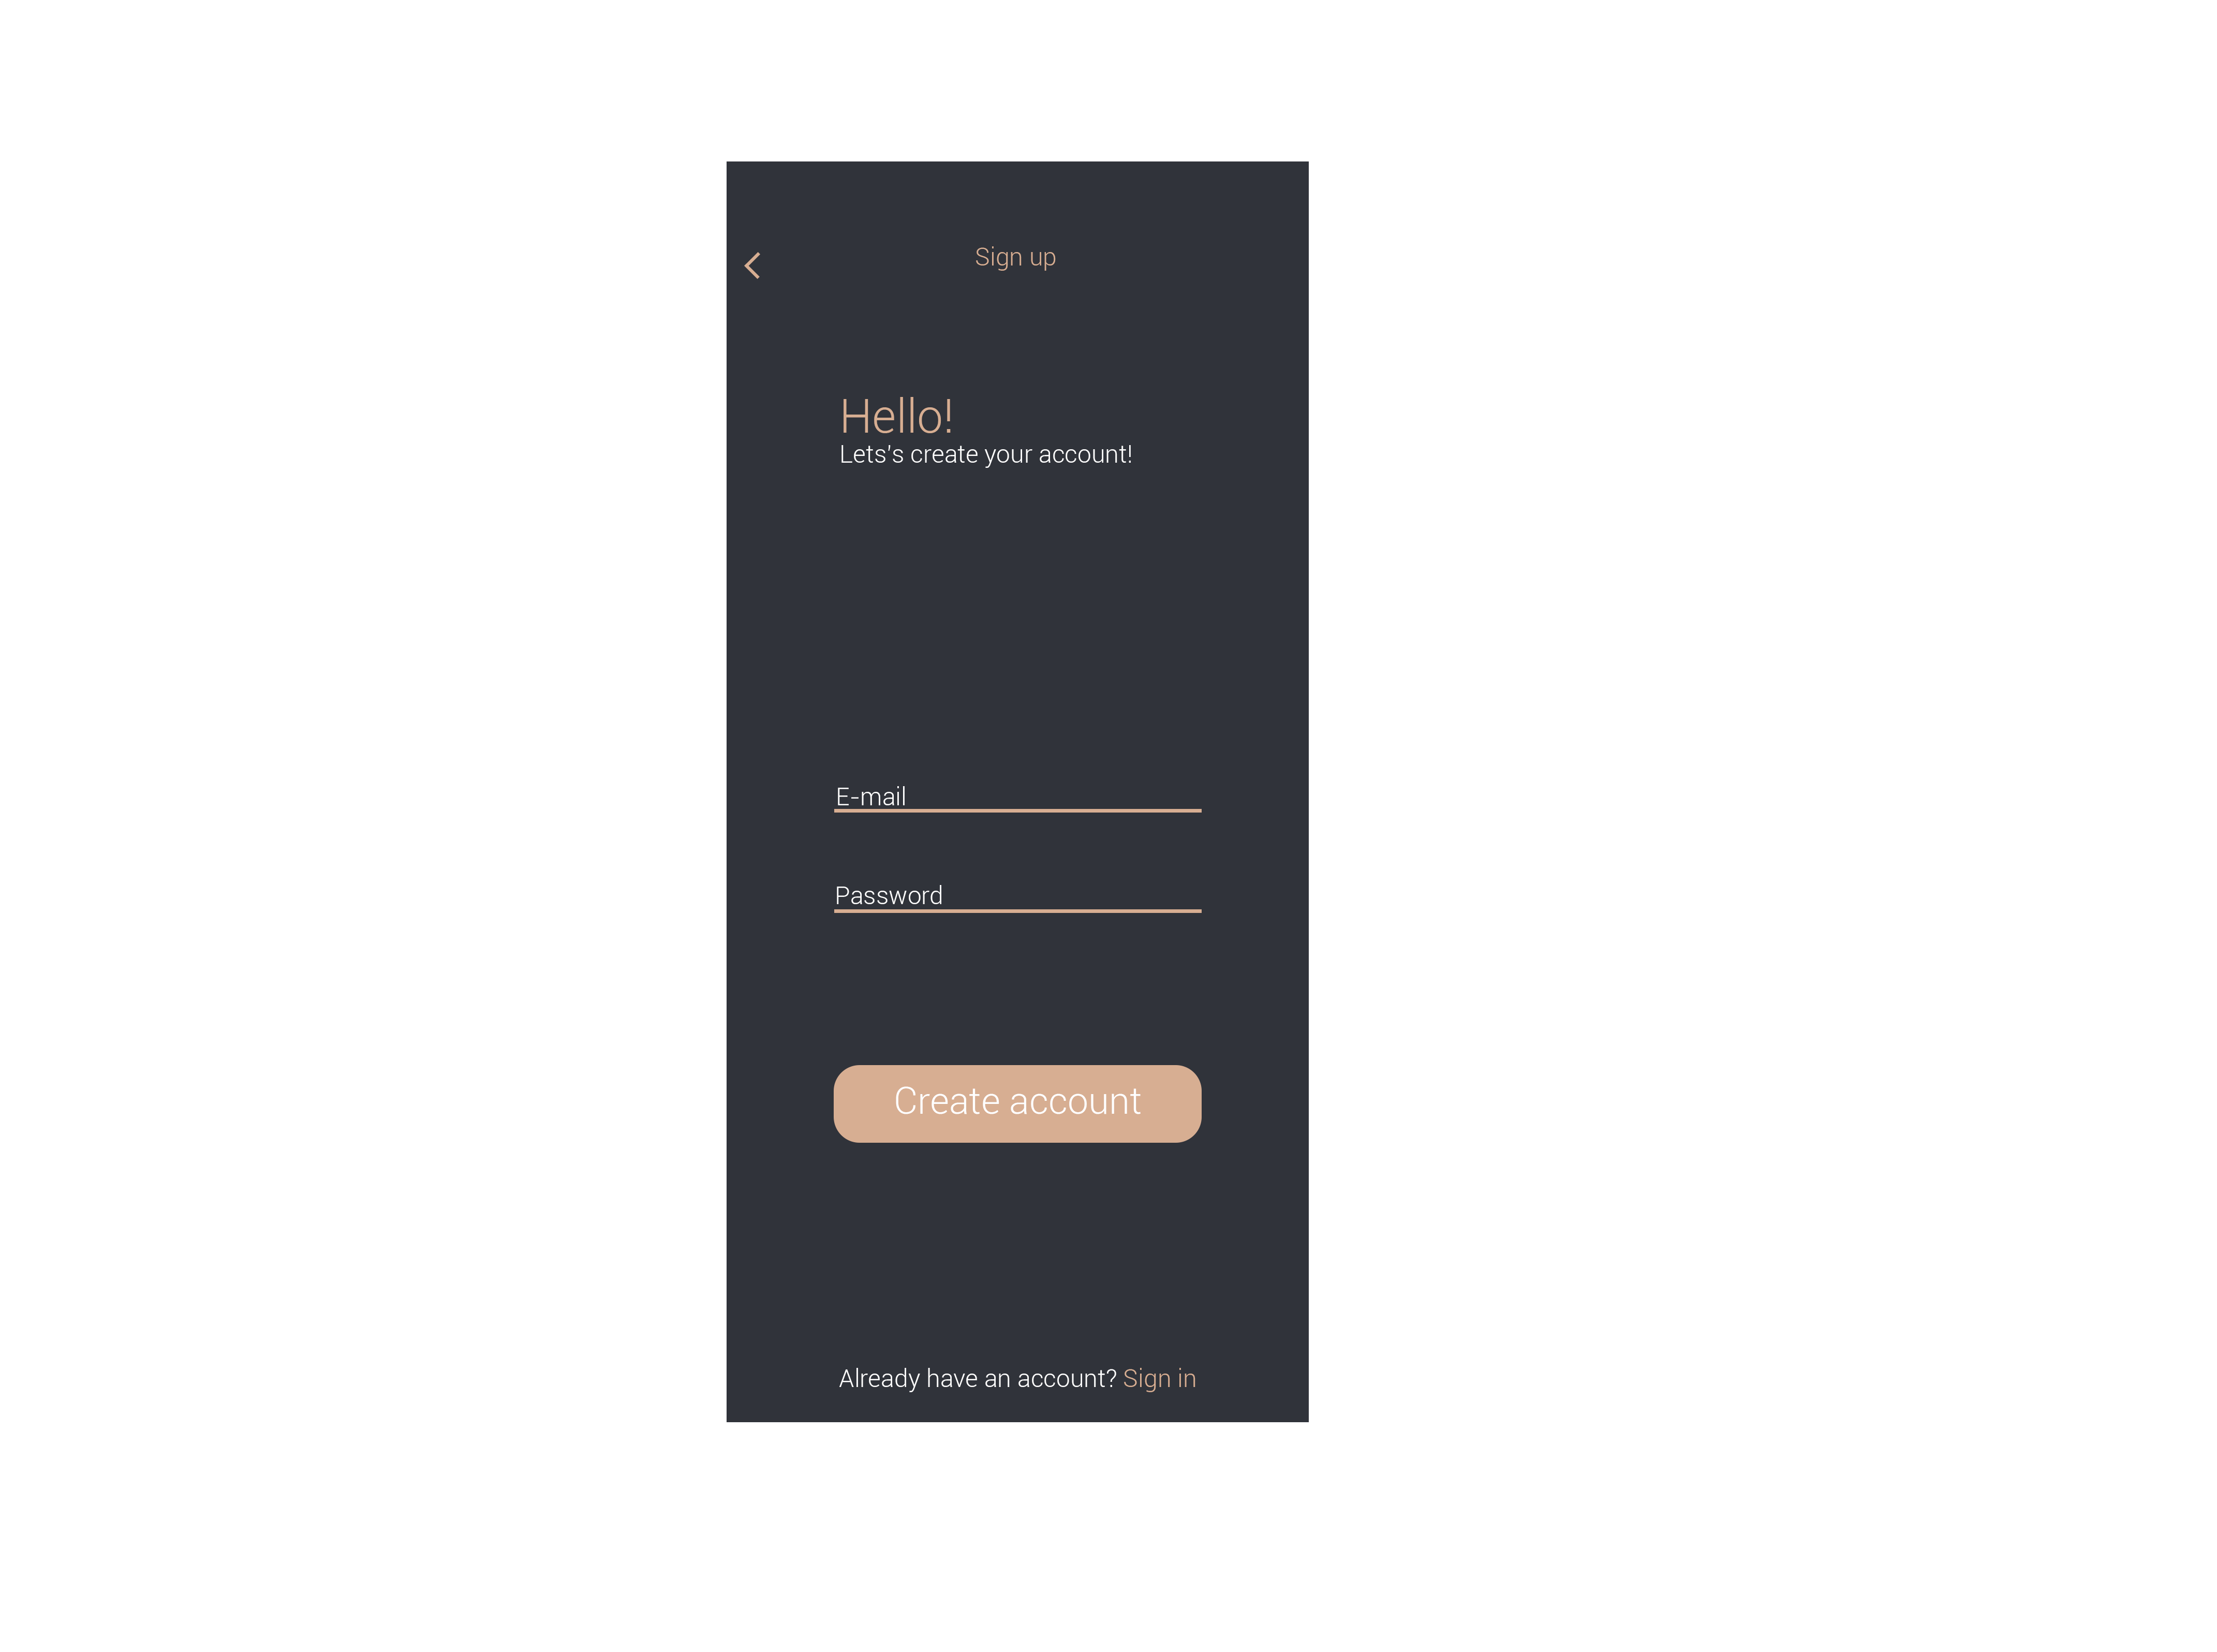 Sign up
Hello!
Lets's create your account!
E-mail
Password
Create account
Already have an account? Sign in